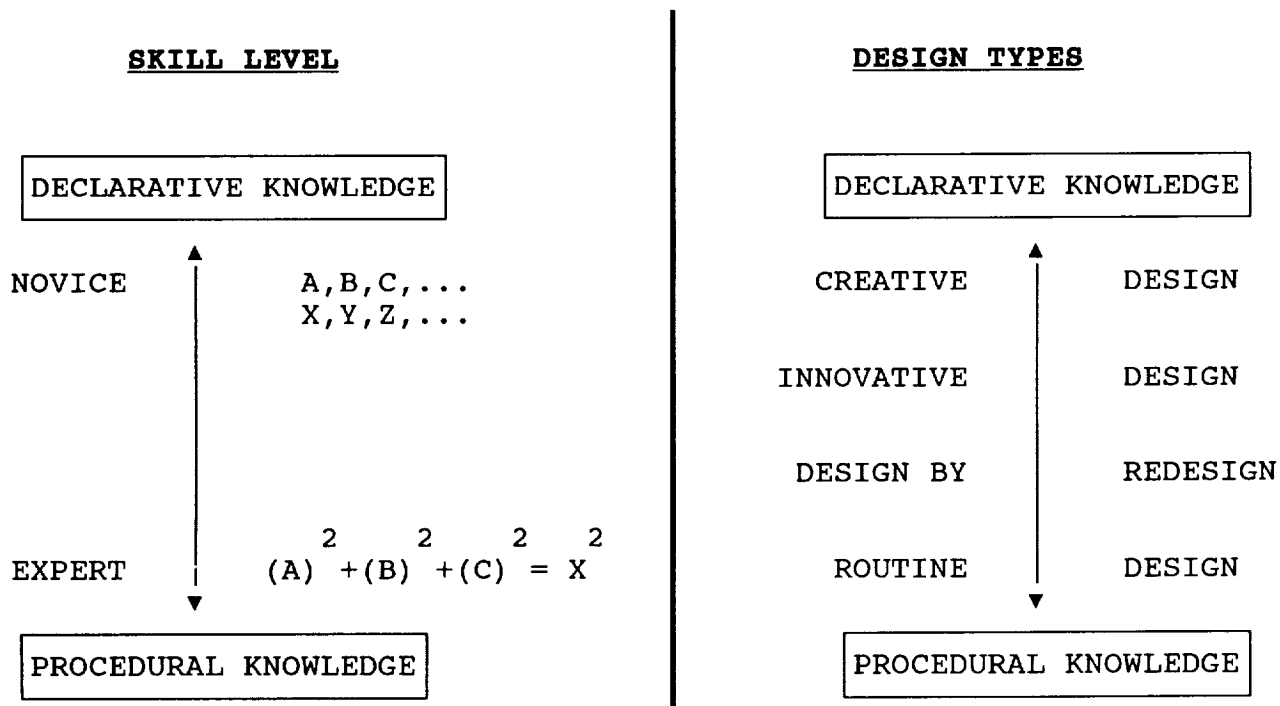 SKILL LEVEL
DECLARATIVE KNOWLEDGE
NOVICE A,B,C,...
X,Y,Z,...
EXPERT (A)² +(B)² +(C)² = X²
PROCEDURAL KNOWLEDGE
DESIGN TYPES
DECLARATIVE KNOWLEDGE
CREATIVE DESIGN
INNOVATIVE DESIGN
DESIGN BY REDESIGN
ROUTINE DESIGN
PROCEDURAL KNOWLEDGE